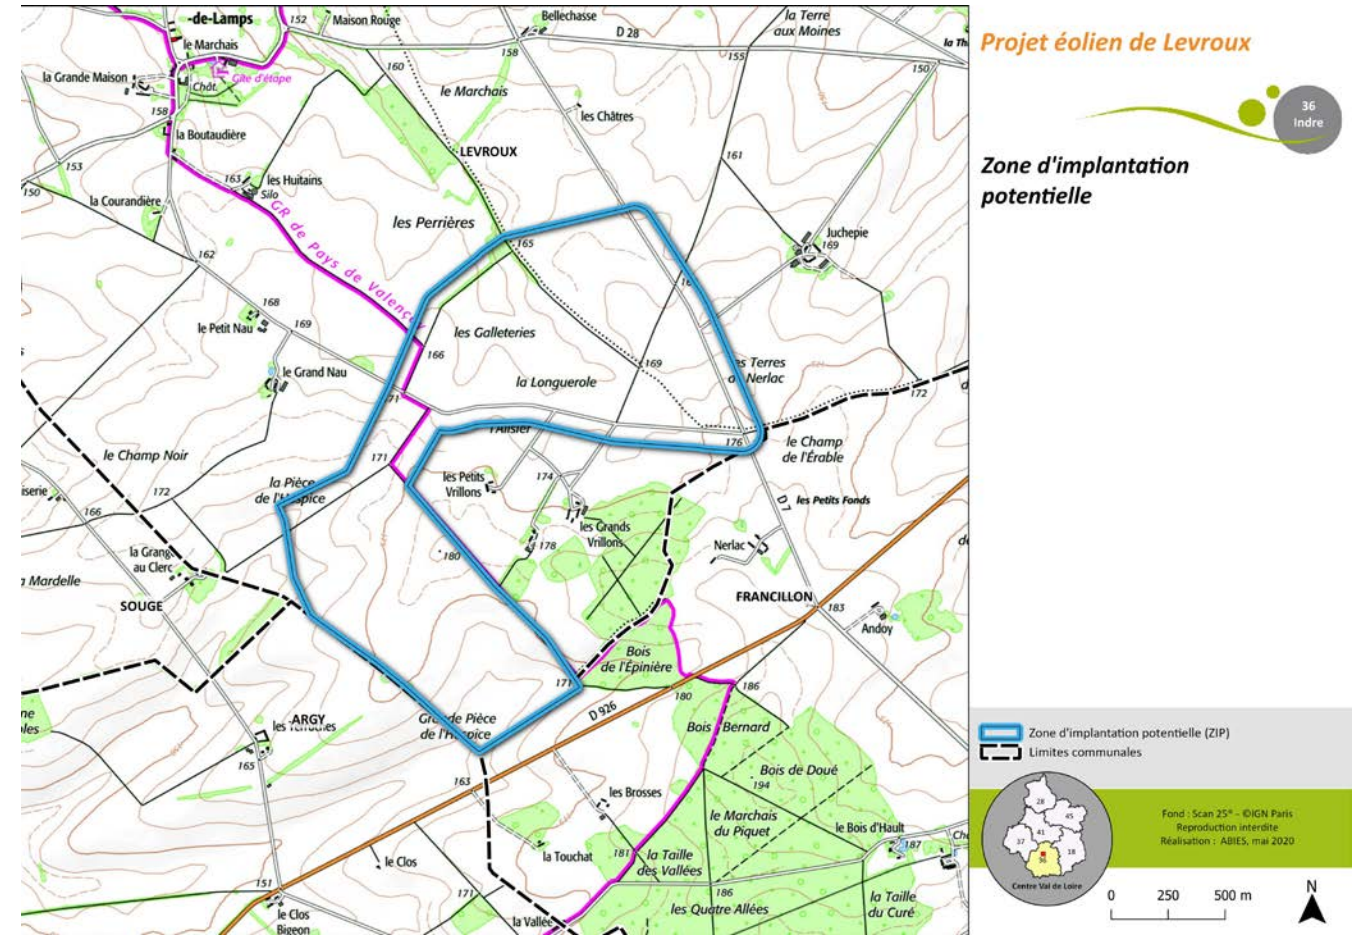 -de-Lamps
152
Maison Rouge
Bellechasse
la Terre
aux Moines
D 28
158
155
150
le Marchais
la Grande Maison
Chât.
Gîte d'étape
160
le Marchais
les Châtres
158
la Boutaudière
LEVROUX
161
153
150
163
les Huitains
Silo
la Courandière
les Perrières
GR de Pays de Valençay
165
Juchepie
169
162
168
169
le Petit Nau
les Galleteries
166
169
le Grand Nau
la Longuerole
172
l'Alisier
176
le Champ
de l'Érable
le Champ Noir
171
la Pièce
de l'Hospice
les Petits
Vrillons
174
172
166
D 7
les Petits Fonds
les Grands
Vrillons
178
180
Nerlac
au Clerc
SOUGE
FRANCILLON
183
Andoy
Bois
de l'Épinière
171
180
186
D 926
Grande Pièce
de l'Hospice
Bois Bernard
ARGY
165
163
Bois de Doué
194
les Brosses
le Marchais
du Piquet
le Bois d'Hault
187
la Touchat
181
la Taille
des Vallées
le Clos
151
171
186
la Taille
du Curé
le Clos
Bigeon
la Vallée
les Quatre Allées
Projet éolien de Levroux
36
Indre
Zone d'implantation
potentielle
Zone d'implantation potentielle (ZIP)
Limites communales
28
45
41
37
18
36
Centre Val de Loire
Fond : Scan 25® - ©IGN Paris
Reproduction interdite
Réalisation : ABIES, mai 2020
0 250 500 m
N